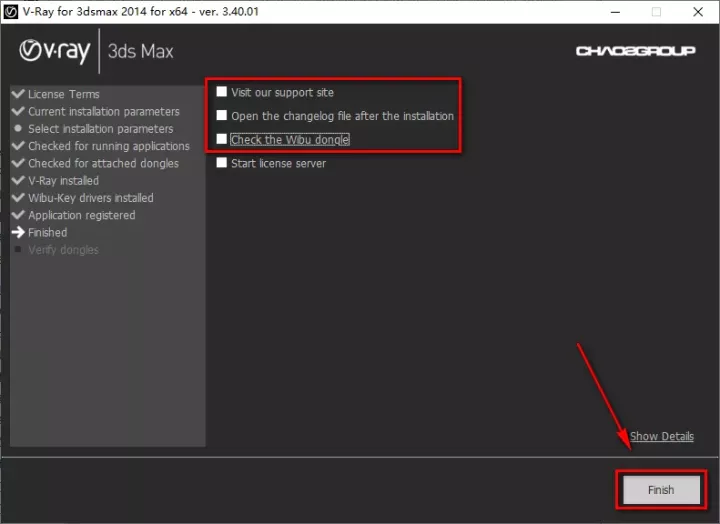 V-Ray for 3dsmax 2014 for x64 - ver. 3.40.01
v·ray 3ds Max
CHAOSGROUP
License Terms
Current installation parameters
Select installation parameters
Checked for running applications
Checked for attached dongles
V-Ray installed
Wibu-Key drivers installed
Application registered
Finished
Verify dongles
Visit our support site
Open the changelog file after the installation
Check the Wibu dongle
Start license server
Show Details
Finish